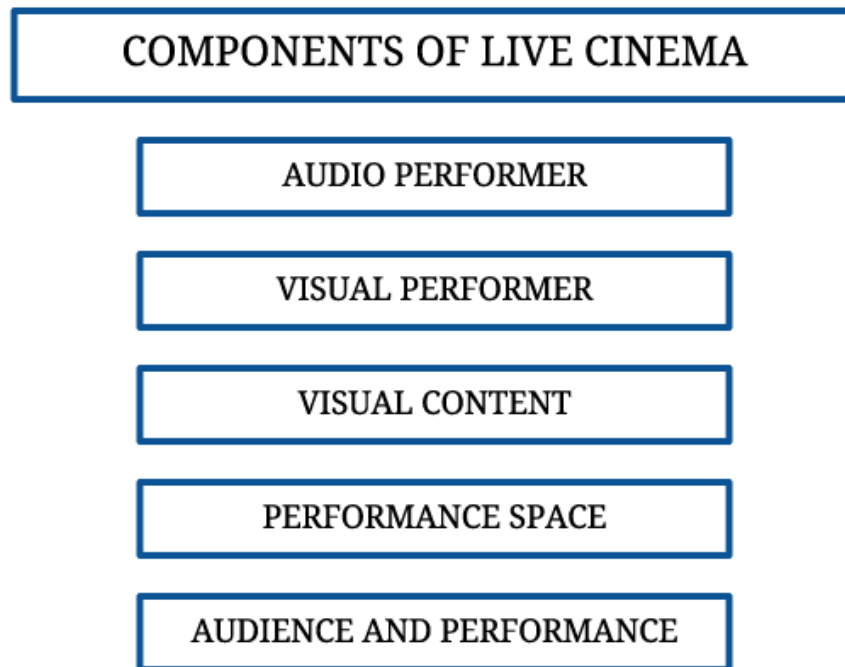 COMPONENTS OF LIVE CINEMA
AUDIO PERFORMER
VISUAL PERFORMER
VISUAL CONTENT
PERFORMANCE SPACE
AUDIENCE AND PERFORMANCE